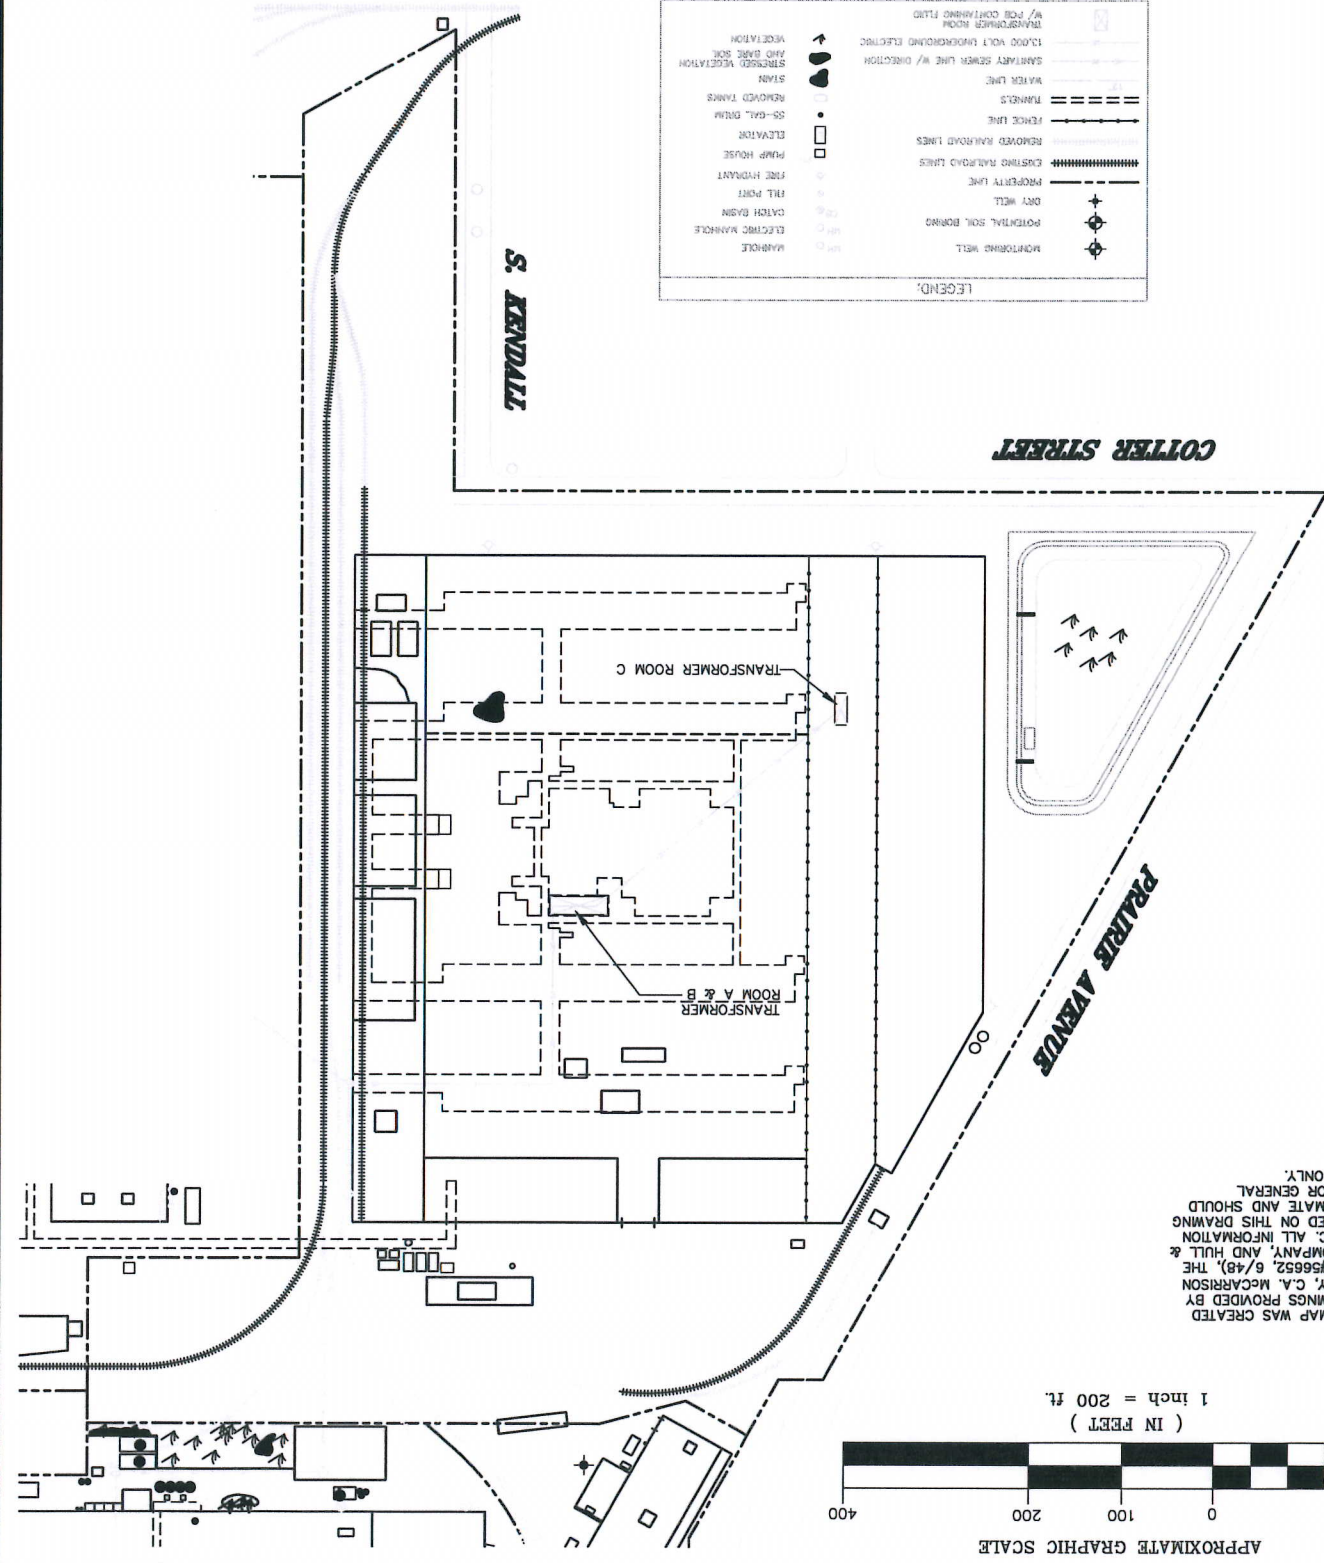 APPROXIMATE GRAPHIC SCALE
0 100 200 400
( IN FEET )
1 inch = 200 ft.
MAP WAS CREATED
WINGS PROVIDED BY
Y, C.A. McCARRISON
#56652, 6/48), THE
OMPANY, AND HULL &
C. ALL INFORMATION
ED ON THIS DRAWING
MATE AND SHOULD
OR GENERAL
ONLY.
PRAIRIE AVENUE
TRANSFORMER
ROOM A & B
TRANSFORMER ROOM C
COTTER STREET
S. KENDALL
LEGEND:
MONITORING WELL
POTENTIAL SOIL BORING
DRY WELL
PROPERTY LINE
EXISTING RAILROAD LINES
REMOVED RAILROAD LINES
FENCE LINE
TUNNELS
WATER LINE
SANITARY SEWER LINE W/ DIRECTION
13,000 VOLT UNDERGROUND ELECTRIC
TRANSFORMER ROOM
W/ PCB CONTAINING FLUID
MH MANHOLE
MH ELECTRIC MANHOLE
CB CATCH BASIN
FILL PORT
FIRE HYDRANT
PUMP HOUSE
ELEVATOR
55-GAL. DRUM
REMOVED TANKS
STAIN
STRESSED VEGETATION
AND BARE SOIL
VEGETATION